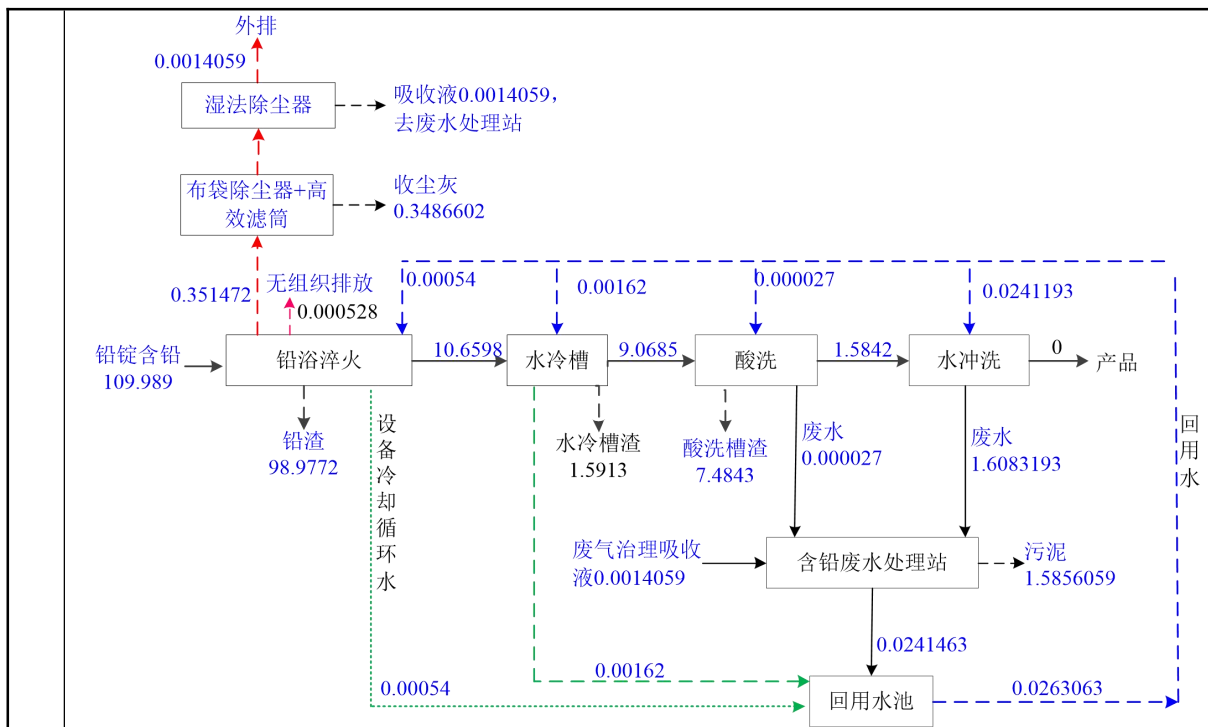 外排
0.0014059
湿法除尘器
吸收液0.0014059，
去废水处理站
布袋除尘器+高
效滤筒
收尘灰
0.3486602
0.351472
无组织排放
0.000528
0.00054
0.00162
0.000027
0.0241193
铅锭含铅
109.989
铅浴淬火
10.6598
水冷槽
9.0685
酸洗
1.5842
水冲洗
0
产品
铅渣
98.9772
设备冷却循环水
水冷槽渣
1.5913
酸洗槽渣
7.4843
废水
0.000027
废水
1.6083193
回用水
废气治理吸收
液0.0014059
含铅废水处理站
污泥
1.5856059
0.0241463
0.00162
0.00054
回用水池
0.0263063